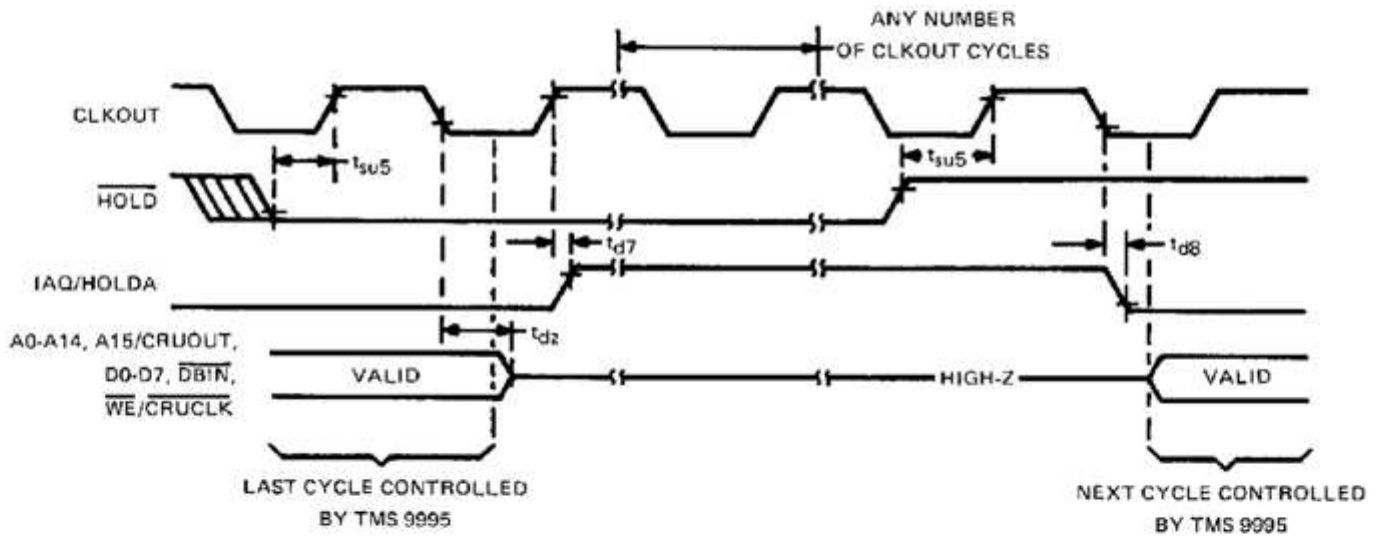 ANY NUMBER
OF CLKOUT CYCLES
CLKOUT
tsu5
tsu5
HOLD
td7
td8
IAQ/HOLDA
tdz
A0-A14, A15/CRUOUT,
D0-D7, DBIN,
WE/CRUCLK
VALID
HIGH-Z
VALID
LAST CYCLE CONTROLLED
BY TMS 9995
NEXT CYCLE CONTROLLED
BY TMS 9995